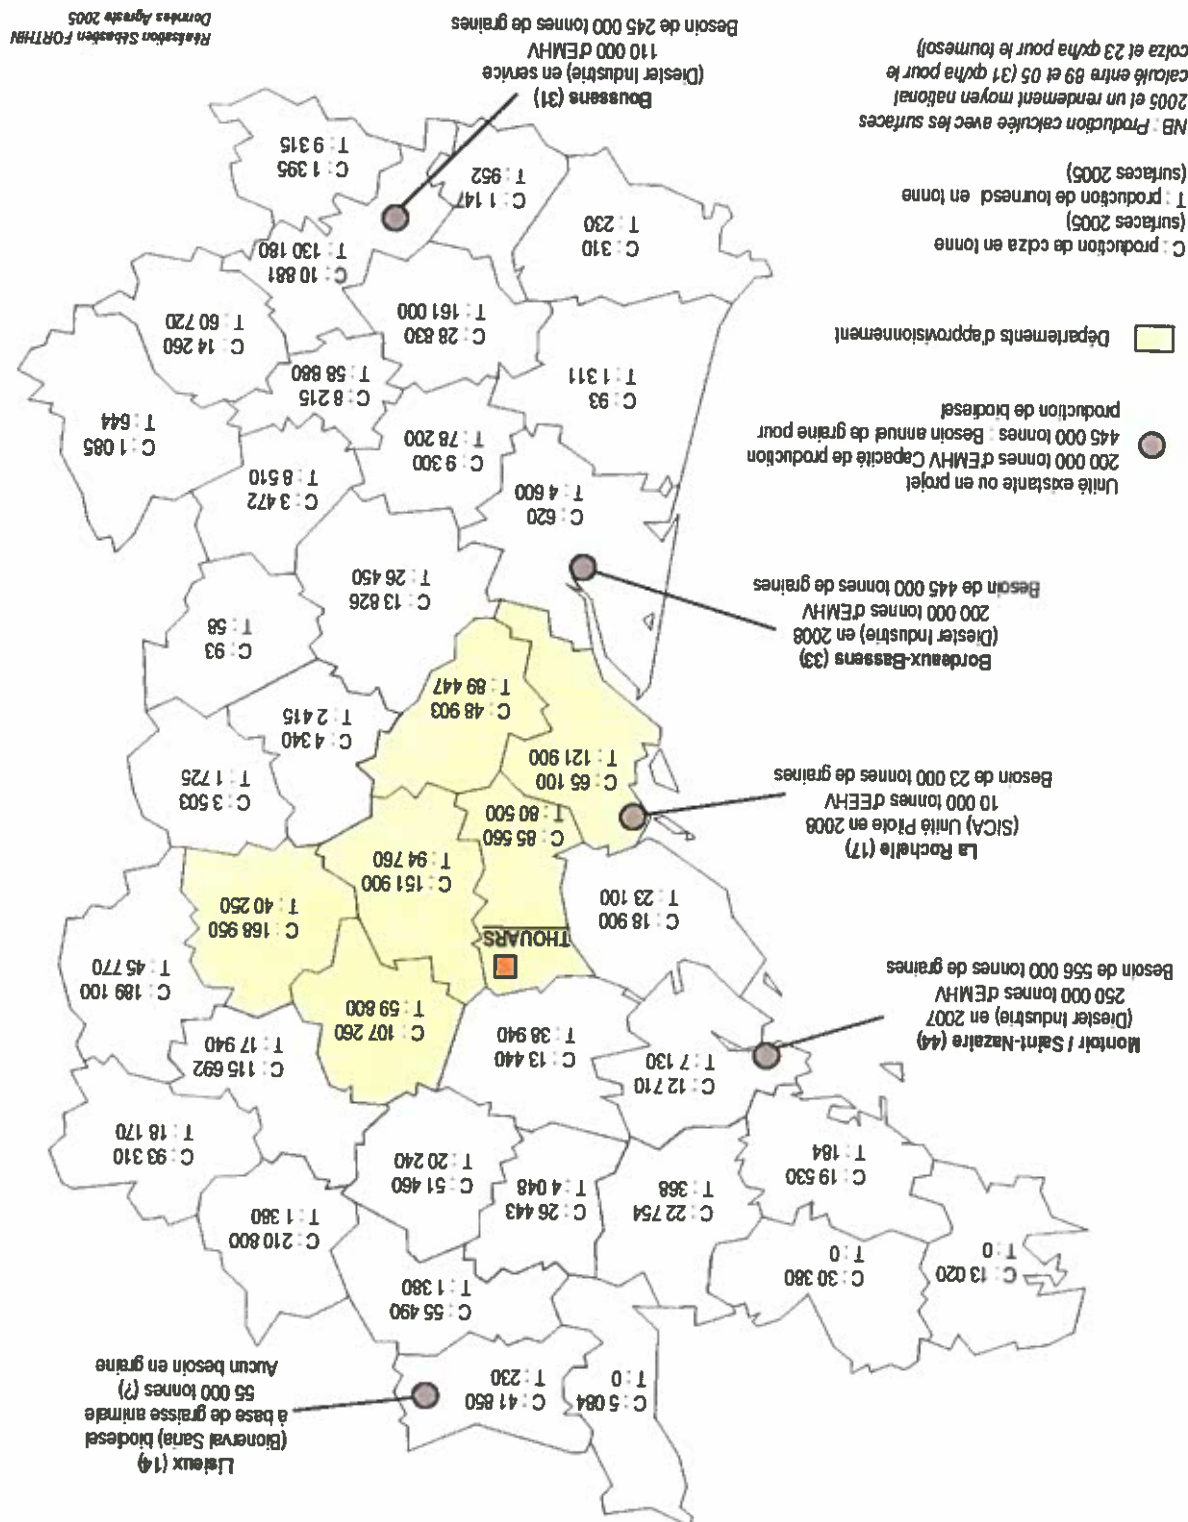 Lisieux (14)
(Bionerval Saria) biodiesel
à base de graisse animale
55 000 tonnes (?)
Aucun besoin en graine
C : 5 084
T : 0
C : 41 850
T : 230
C : 55 490
T : 1 380
C : 13 020
T : 0
C : 30 380
T : 0
C : 22 754
T : 368
C : 26 443
T : 4 048
C : 51 460
T : 20 240
C : 210 800
T : 1 380
C : 19 530
T : 184
C : 93 310
T : 18 170
Montoir / Saint-Nazaire (44)
(Diester Industrie) en 2007
250 000 tonnes d'EMHV
Besoin de 556 000 tonnes de graines
C : 12 710
T : 7 130
C : 13 440
T : 38 940
C : 107 260
T : 59 800
C : 115 692
T : 17 940
C : 189 100
T : 45 770
THOUARS
C : 18 900
T : 23 100
C : 85 560
T : 80 500
C : 151 900
T : 94 760
C : 168 950
T : 40 250
La Rochelle (17)
(SICA) Unité Pilote en 2008
10 000 tonnes d'EEHV
Besoin de 23 000 tonnes de graines
C : 65 100
T : 121 900
C : 48 903
T : 89 447
C : 4 340
T : 2 415
C : 3 503
T : 1 725
Bordeaux-Bassens (33)
(Diester Industrie) en 2008
200 000 tonnes d'EMHV
Besoin de 445 000 tonnes de graines
C : 13 826
T : 26 450
C : 93
T : 58
C : 620
T : 4 600
C : 9 300
T : 78 200
C : 8 215
T : 58 880
C : 3 472
T : 8 510
C : 1 085
T : 644
Unité existante ou en projet
200 000 tonnes d'EMHV Capacité de production
445 000 tonnes : Besoin annuel de graine pour
production de biodiesel
Départements d'approvisionnement
C : 93
T : 1 311
C : 28 830
T : 161 000
C : 10 881
T : 130 180
C : 14 260
T : 60 720
C : 310
T : 230
C : 1 147
T : 952
C : 1 395
T : 9 315
C : production de colza en tonne
(surfaces 2005)
T : production de tournesol en tonne
(surfaces 2005)
NB : Production calculée avec les surfaces
2005 et un rendement moyen national
calculé entre 89 et 05 (31 qx/ha pour le
colza et 23 qx/ha pour le tournesol)
Boussens (31)
(Diester Industrie) en service
110 000 d'EMHV
Besoin de 245 000 tonnes de graines
Réalisation Sébastien FORTHIN
Données Agreste 2005